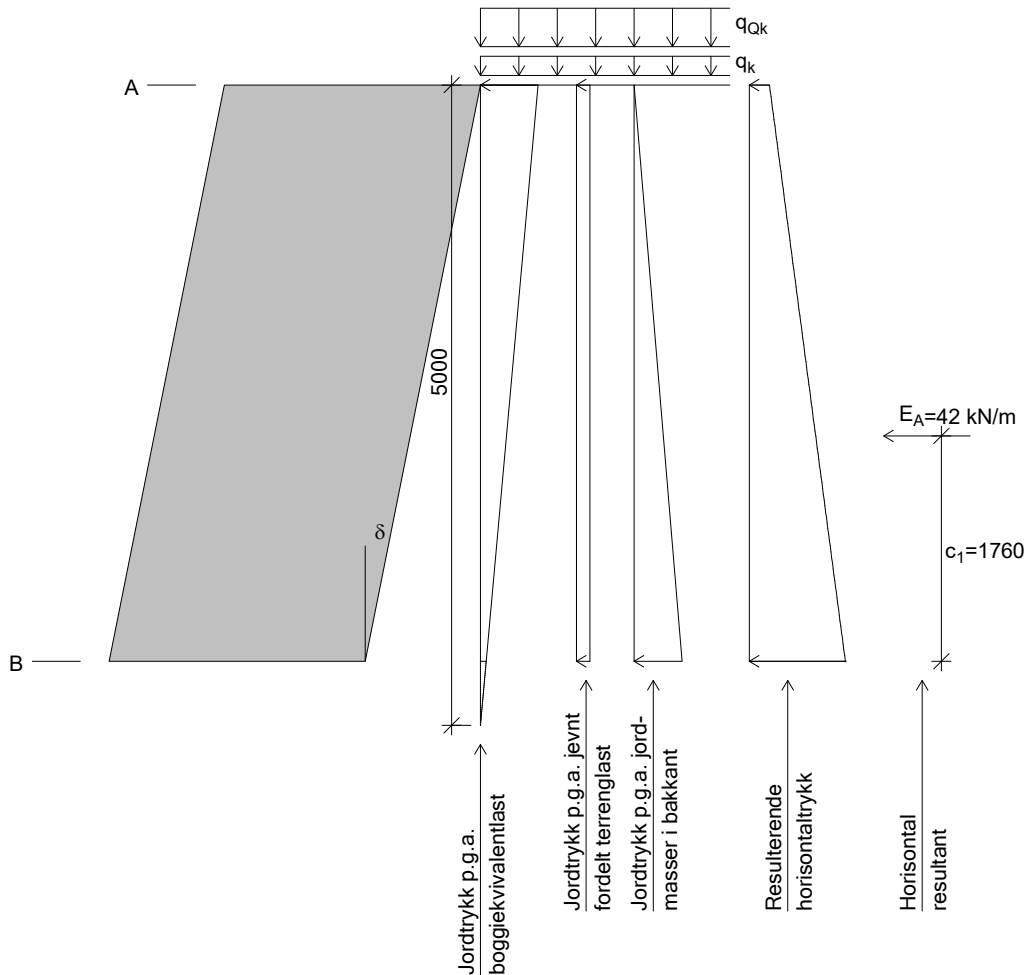 q_Qk
q_k
A
5000
E_A=42 kN/m
δ
c_1=1760
B
Jordtrykk p.g.a.
boggiekvivalentlast
Jordtrykk p.g.a. jevnt
fordelt terrenglast
Jordtrykk p.g.a. jord-
masser i bakkant
Resulterende
horisontaltrykk
Horisontal
resultant